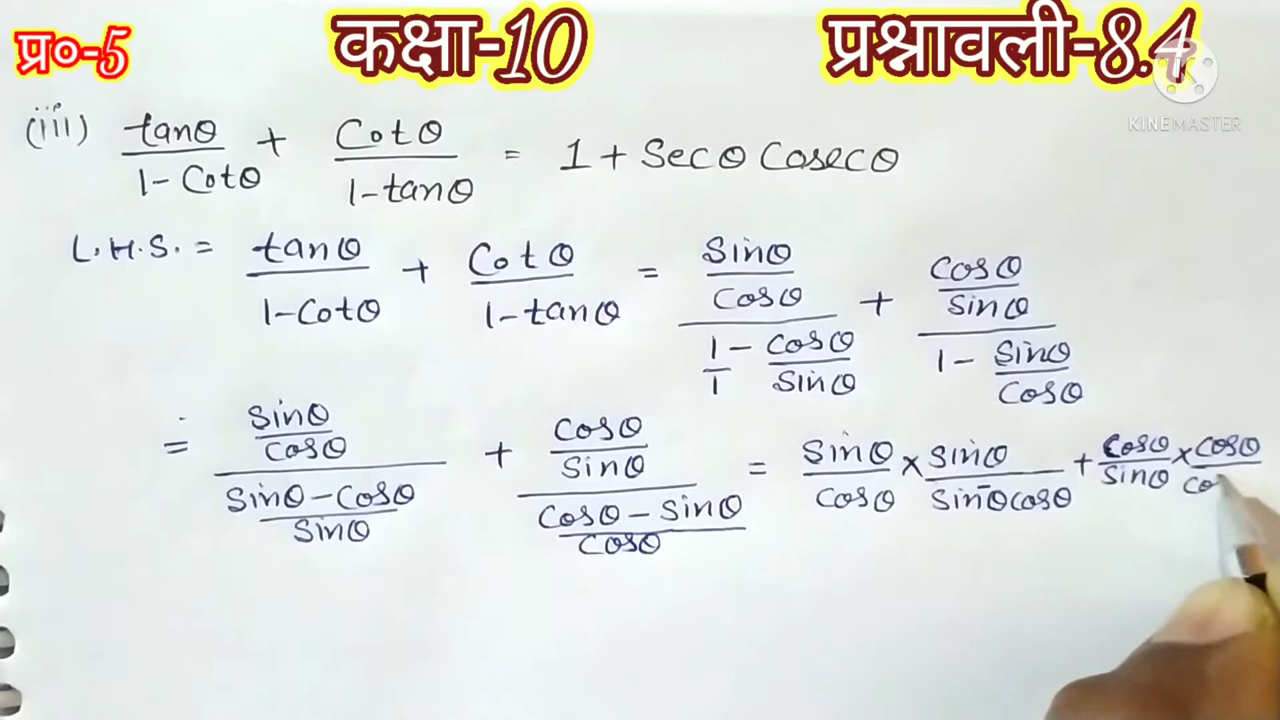 प्र०-5 कक्षा-10 प्रश्नावली-8.4
KINEMASTER
(iii) tanθ/1-Cotθ + Cotθ/1-tanθ = 1 + Secθ Cosecθ
L.H.S. = tanθ/1-Cotθ + Cotθ/1-tanθ = (Sinθ/Cosθ)/(1/1 - Cosθ/Sinθ) + (Cosθ/Sinθ)/(1 - Sinθ/Cosθ)
= (Sinθ/Cosθ)/((Sinθ-Cosθ)/Sinθ) + (Cosθ/Sinθ)/((Cosθ-Sinθ)/Cosθ) = Sinθ/Cosθ × Sinθ/(Sinθ-Cosθ) + Cosθ/Sinθ × Cosθ/